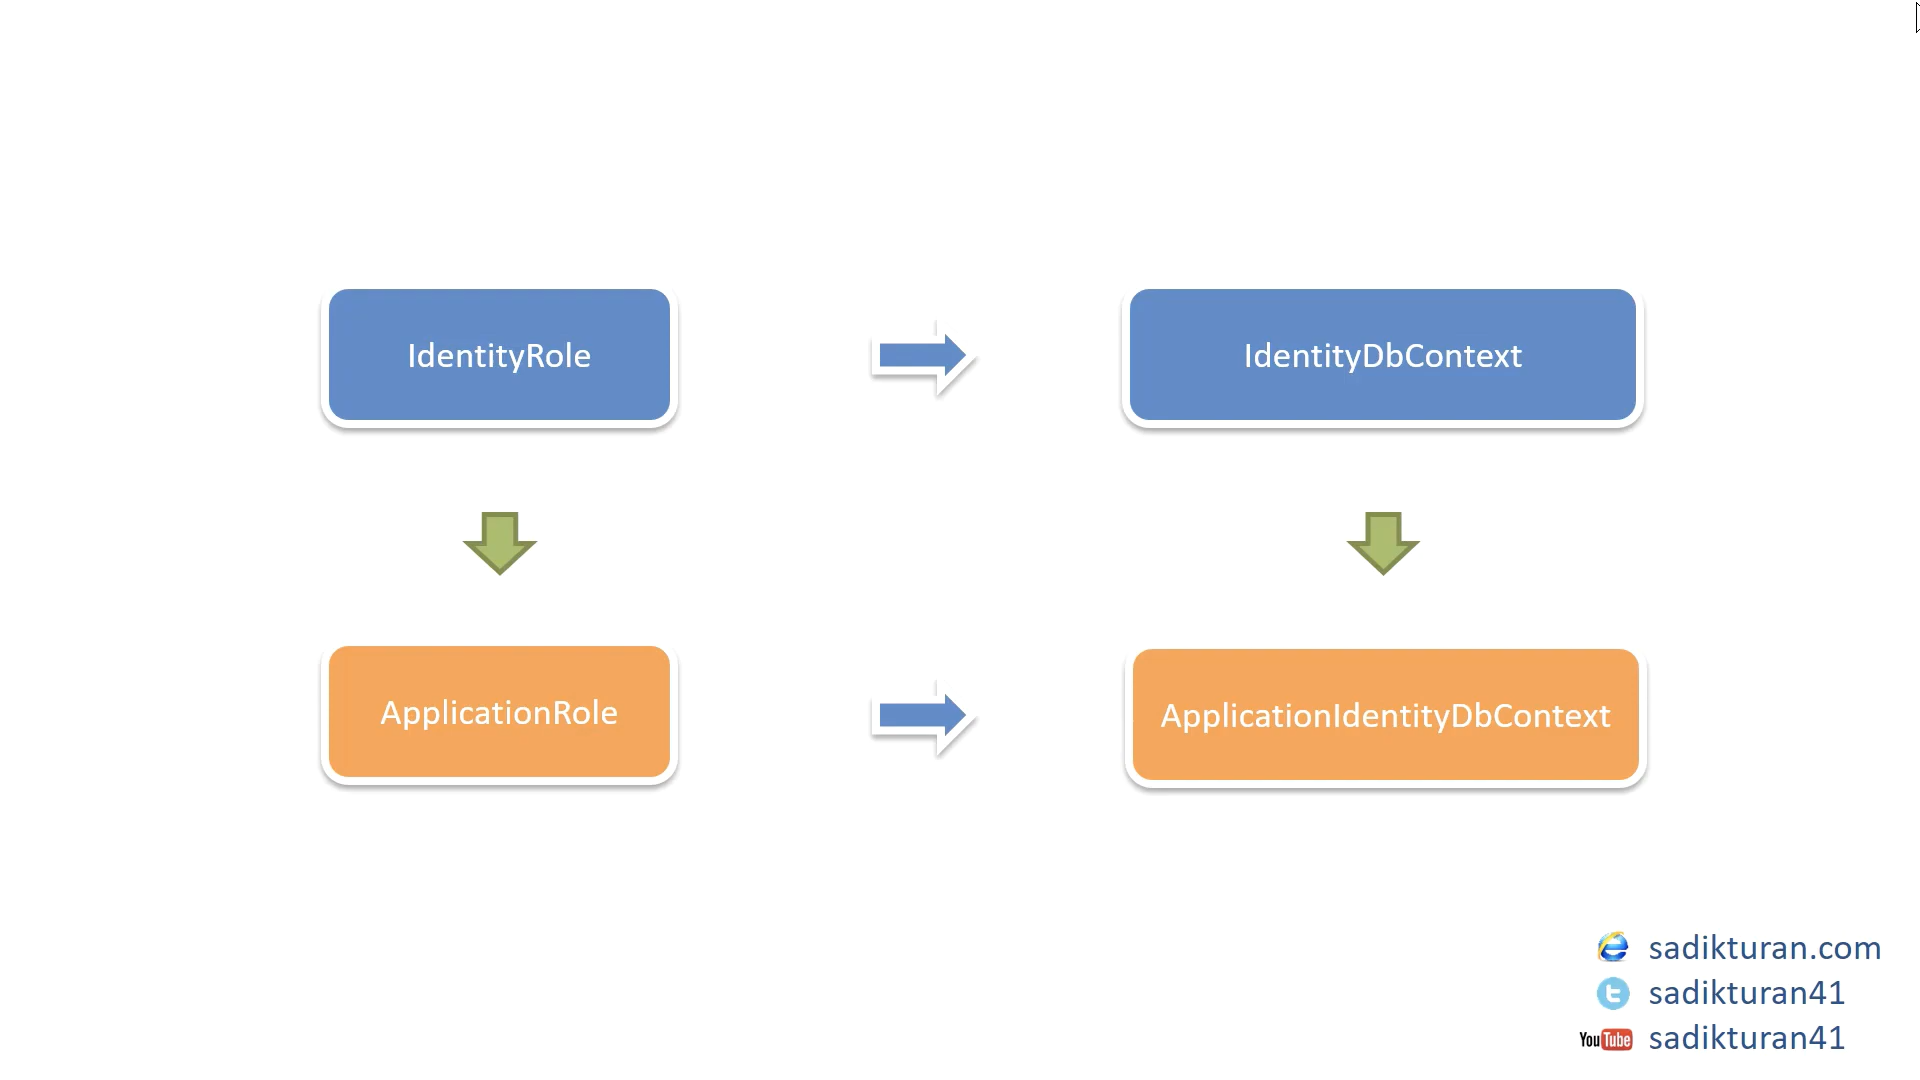 IdentityRole
IdentityDbContext
ApplicationRole
ApplicationIdentityDbContext
sadikturan.com
sadikturan41
YouTube sadikturan41